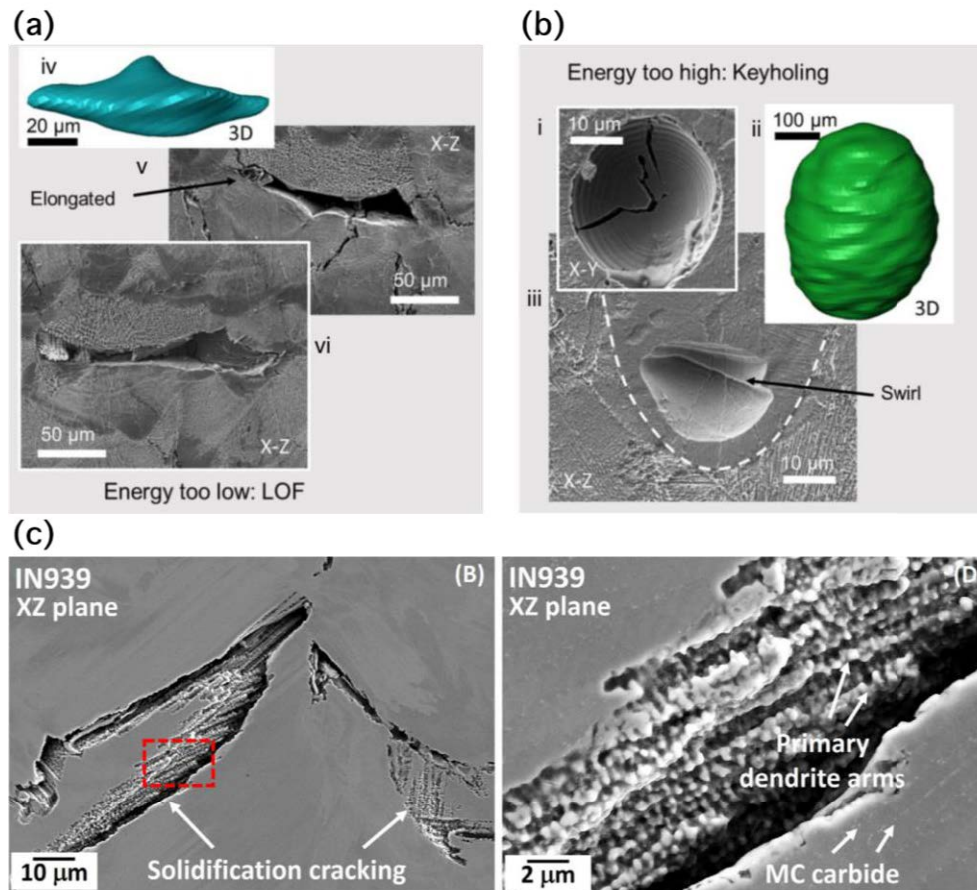 (a)
iv
20 µm
3D
v
X-Z
Elongated
50 µm
vi
50 µm
X-Z
Energy too low: LOF
(b)
Energy too high: Keyholing
i
10 µm
ii
100 µm
X-Y
3D
iii
Swirl
X-Z
10 µm
(c)
IN939
XZ plane
(B)
Solidification cracking
10 µm
IN939
XZ plane
(D
Primary
dendrite arms
2 µm
MC carbide